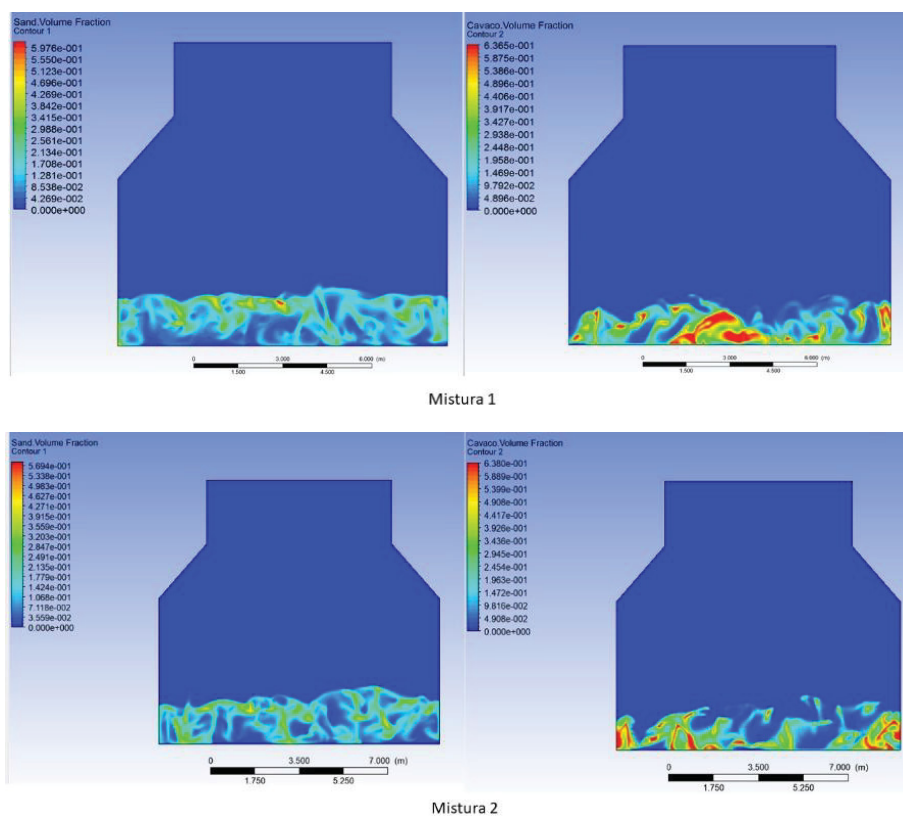 Sand.Volume Fraction
Contour 1
5.976e-001
5.550e-001
5.123e-001
4.696e-001
4.269e-001
3.842e-001
3.415e-001
2.988e-001
2.561e-001
2.134e-001
1.708e-001
1.281e-001
8.538e-002
4.269e-002
0.000e+000
0 3.000 6.000 (m)
1.500 4.500
Cavaco.Volume Fraction
Contour 2
6.365e-001
5.875e-001
5.386e-001
4.896e-001
4.406e-001
3.917e-001
3.427e-001
2.938e-001
2.448e-001
1.958e-001
1.469e-001
9.792e-002
4.896e-002
0.000e+000
0 3.000 6.000 (m)
1.500 4.500
Mistura 1
Sand.Volume Fraction
Contour 1
5.694e-001
5.338e-001
4.983e-001
4.627e-001
4.271e-001
3.915e-001
3.559e-001
3.203e-001
2.847e-001
2.491e-001
2.135e-001
1.779e-001
1.424e-001
1.068e-001
7.118e-002
3.559e-002
0.000e+000
0 3.500 7.000 (m)
1.750 5.250
Cavaco.Volume Fraction
Contour 2
6.380e-001
5.889e-001
5.399e-001
4.908e-001
4.417e-001
3.926e-001
3.436e-001
2.945e-001
2.454e-001
1.963e-001
1.472e-001
9.816e-002
4.908e-002
0.000e+000
0 3.500 7.000 (m)
1.750 5.250
Mistura 2